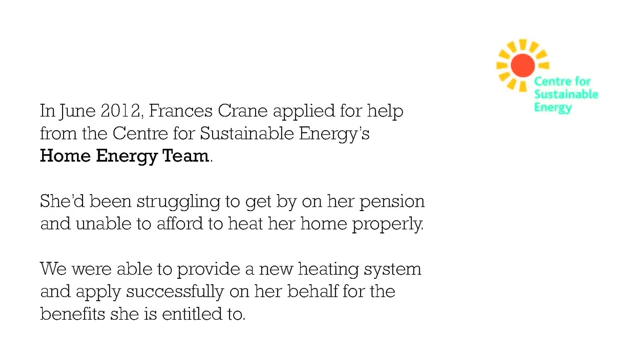 Centre for
Sustainable
Energy
In June 2012, Frances Crane applied for help
from the Centre for Sustainable Energy's
Home Energy Team.
She'd been struggling to get by on her pension
and unable to afford to heat her home properly.
We were able to provide a new heating system
and apply successfully on her behalf for the
benefits she is entitled to.